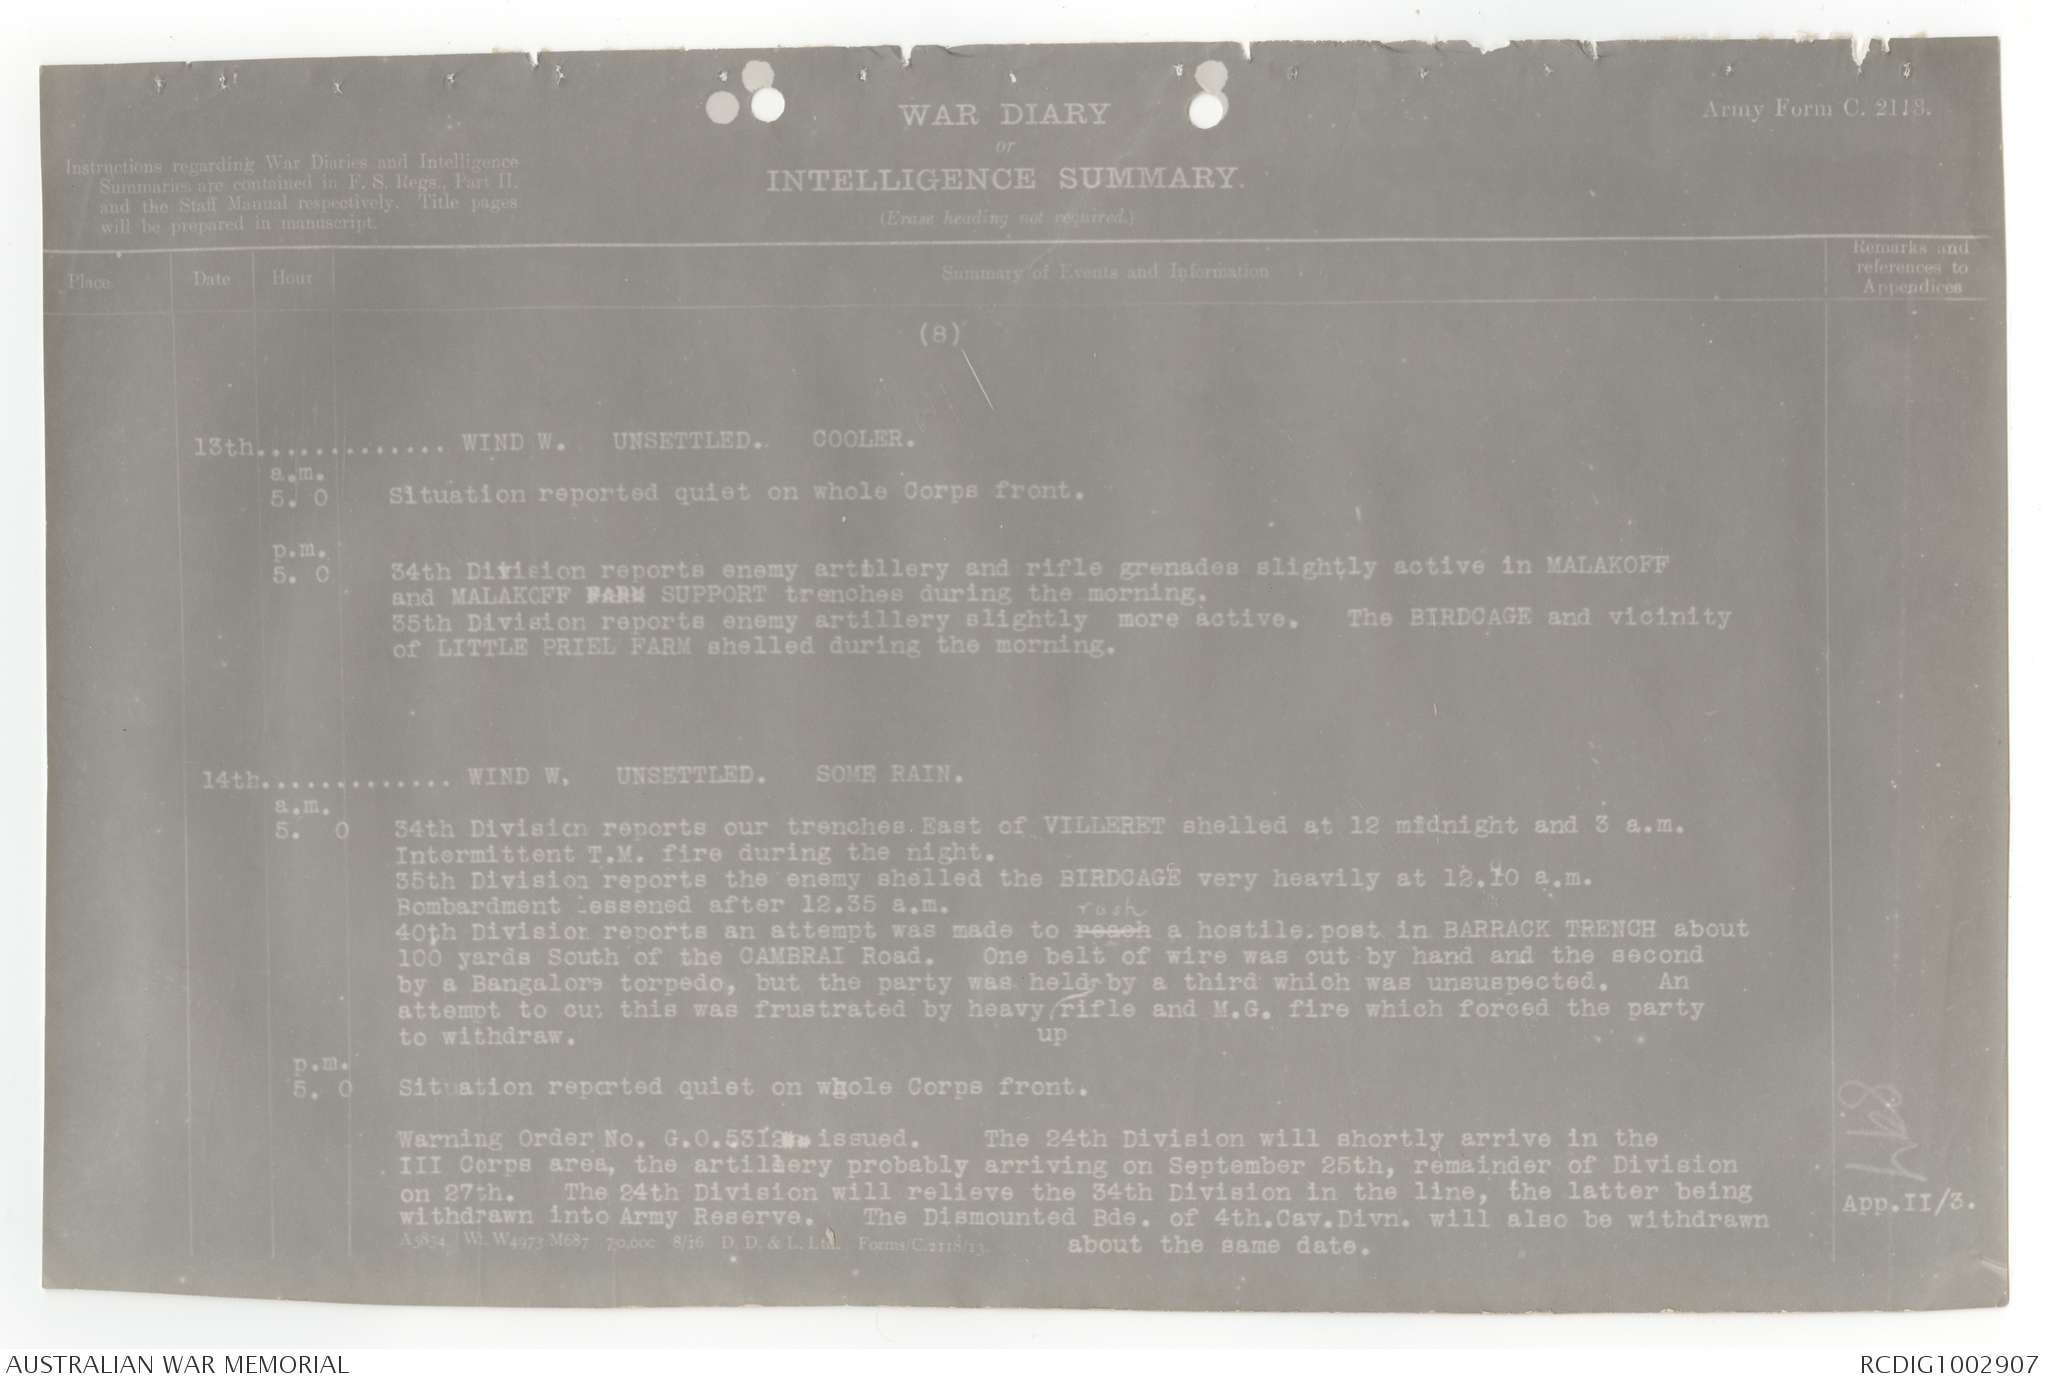 WAR DIARY
or
INTELLIGENCE SUMMARY.
(Erase heading not required.)
Army Form C. 2118.
Instructions regarding War Diaries and Intelligence
Summaries are contained in F. S. Regs., Part II.
and the Staff Manual respectively. Title pages
will be prepared in manuscript.
Place Date Hour Summary of Events and Information Remarks and
references to
Appendices
(8)
13th.............. WIND W. UNSETTLED. COOLER.
a.m.
5. 0 Situation reported quiet on whole Corps front.
p.m.
5. 0 34th Division reports enemy artillery and rifle grenades slightly active in MALAKOFF
and MALAKOFF FARM SUPPORT trenches during the morning.
35th Division reports enemy artillery slightly more active. The BIRDCAGE and vicinity
of LITTLE PRIEL FARM shelled during the morning.
14th............. WIND W, UNSETTLED. SOME RAIN.
a.m.
5. 0 34th Division reports our trenches East of VILLERET shelled at 12 midnight and 3 a.m.
Intermittent T.M. fire during the night.
35th Division reports the enemy shelled the BIRDCAGE very heavily at 12.10 a.m.
Bombardment lessened after 12.35 a.m.
rush
40th Division reports an attempt was made to reach a hostile post in BARRACK TRENCH about
100 yards South of the CAMBRAI Road. One belt of wire was cut by hand and the second
by a Bangalore torpedo, but the party was held by a third which was unsuspected. An
attempt to cut this was frustrated by heavy rifle and M.G. fire which forced the party
to withdraw. up
p.m.
5. 0 Situation reported quiet on whole Corps front.
Warning Order No. G.O.5312 issued. The 24th Division will shortly arrive in the
III Corps area, the artillery probably arriving on September 25th, remainder of Division
on 27th. The 24th Division will relieve the 34th Division in the line, the latter being
withdrawn into Army Reserve. The Dismounted Bde. of 4th.Cav.Divn. will also be withdrawn
about the same date.
App.II/3.
A5834 Wt. W4973 M687 70,000 8/16 D. D. & L. Ltd. Forms/C.2118/13.
AUSTRALIAN WAR MEMORIAL
RCDIG1002907